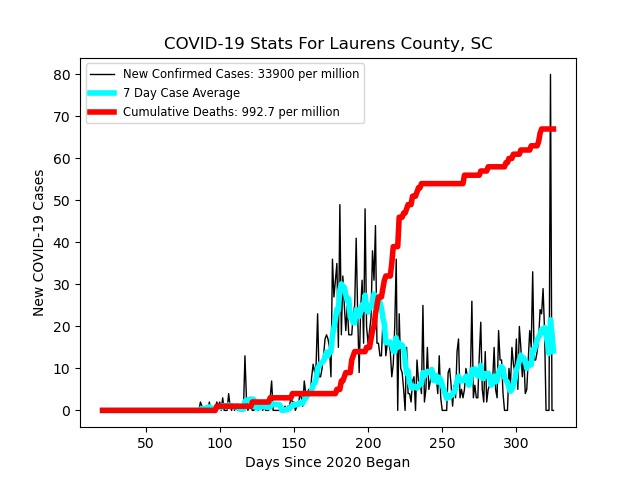 COVID-19 Stats For Laurens County, SC
New Confirmed Cases: 33900 per million
7 Day Case Average
Cumulative Deaths: 992.7 per million
New COVID-19 Cases
80
70
60
50
40
30
20
10
0
50 100 150 200 250 300
Days Since 2020 Began